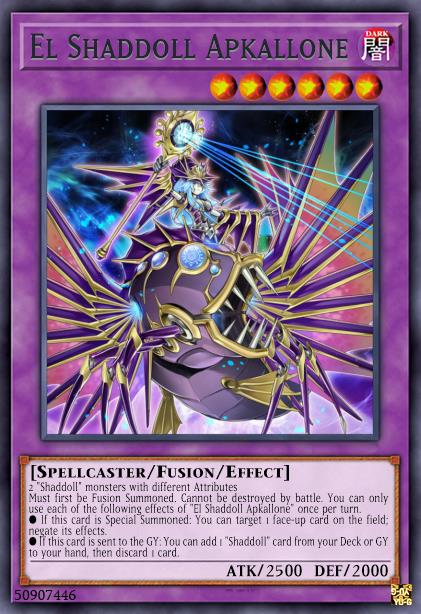 El Shaddoll Apkallone
DARK
闇
[Spellcaster/Fusion/Effect]
2 "Shaddoll" monsters with different Attributes
Must first be Fusion Summoned. Cannot be destroyed by battle. You can only
use each of the following effects of "El Shaddoll Apkallone" once per turn.
● If this card is Special Summoned: You can target 1 face-up card on the field;
negate its effects.
● If this card is sent to the GY: You can add 1 "Shaddoll" card from your Deck or GY
to your hand, then discard 1 card.
ATK/2500 DEF/2000
50907446